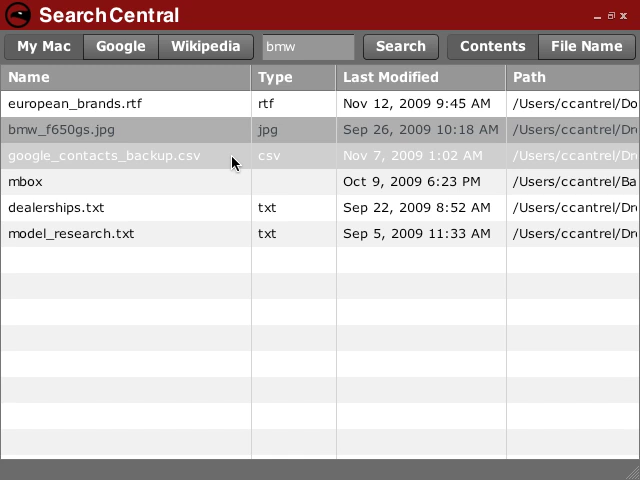 SearchCentral
My Mac Google Wikipedia bmw Search Contents File Name
Name Type Last Modified Path
european_brands.rtf rtf Nov 12, 2009 9:45 AM /Users/ccantrel/Do
bmw_f650gs.jpg jpg Sep 26, 2009 10:18 AM /Users/ccantrel/Dr
google_contacts_backup.csv csv Nov 7, 2009 1:02 AM /Users/ccantrel/Dr
mbox Oct 9, 2009 6:23 PM /Users/ccantrel/Ba
dealerships.txt txt Sep 22, 2009 8:52 AM /Users/ccantrel/Dr
model_research.txt txt Sep 5, 2009 11:33 AM /Users/ccantrel/Dr